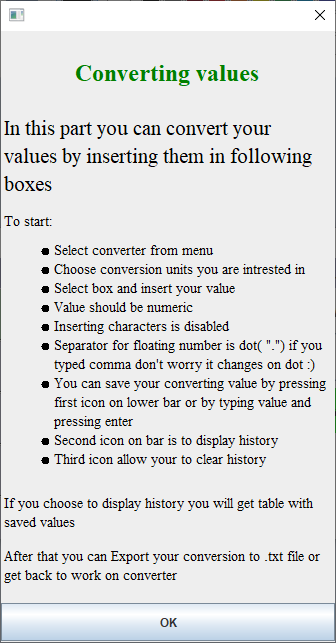 Converting values
In this part you can convert your
values by inserting them in following
boxes
To start:
Select converter from menu
Choose conversion units you are intrested in
Select box and insert your value
Value should be numeric
Inserting characters is disabled
Separator for floating number is dot( ".") if you
typed comma don't worry it changes on dot :)
You can save your converting value by pressing
first icon on lower bar or by typing value and
pressing enter
Second icon on bar is to display history
Third icon allow your to clear history
If you choose to display history you will get table with
saved values
After that you can Export your conversion to .txt file or
get back to work on converter
OK